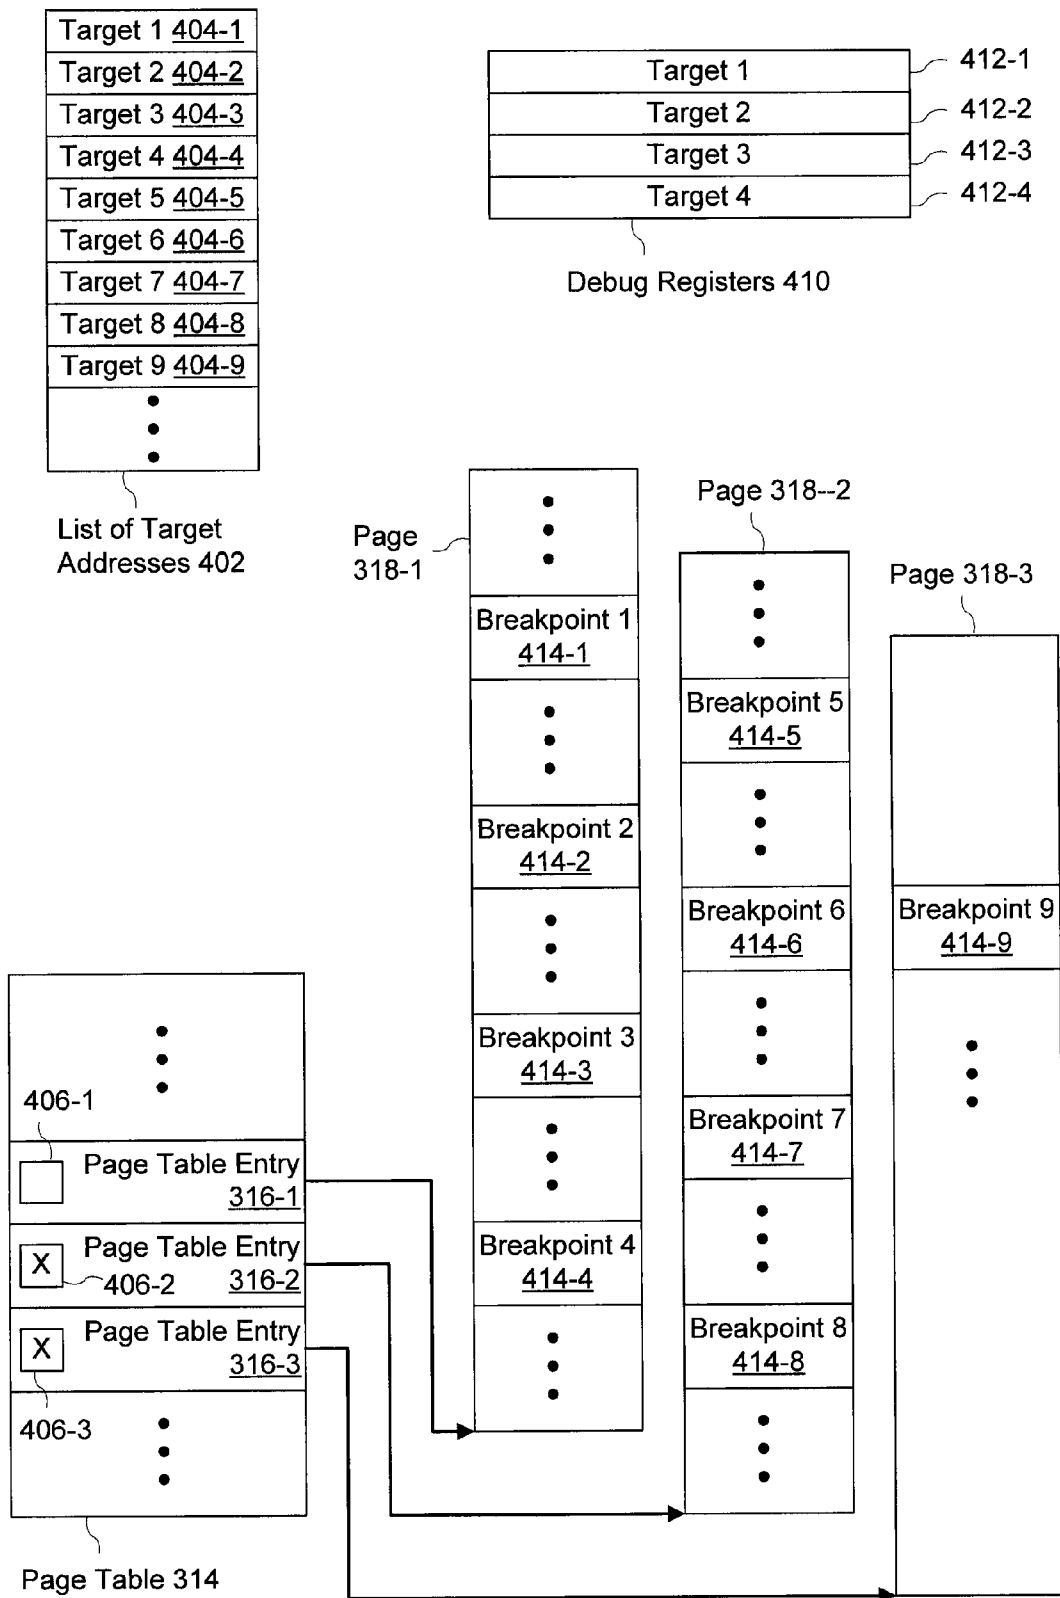 Target 1 404-1
Target 2 404-2
Target 3 404-3
Target 4 404-4
Target 5 404-5
Target 6 404-6
Target 7 404-7
Target 8 404-8
Target 9 404-9
List of Target
Addresses 402
Target 1
Target 2
Target 3
Target 4
412-1
412-2
412-3
412-4
Debug Registers 410
Page
318-1
Breakpoint 1
414-1
Breakpoint 2
414-2
Breakpoint 3
414-3
Breakpoint 4
414-4
Page 318--2
Breakpoint 5
414-5
Breakpoint 6
414-6
Breakpoint 7
414-7
Breakpoint 8
414-8
Page 318-3
Breakpoint 9
414-9
406-1
Page Table Entry
316-1
X
Page Table Entry
406-2
316-2
X
Page Table Entry
316-3
406-3
Page Table 314